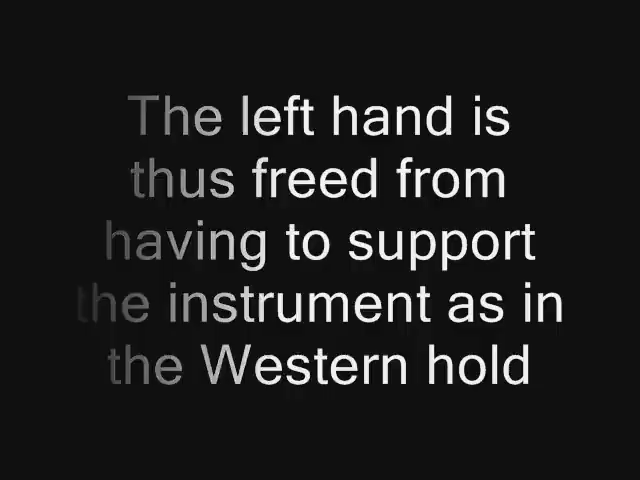 The left hand is
thus freed from
having to support
the instrument as in
the Western hold